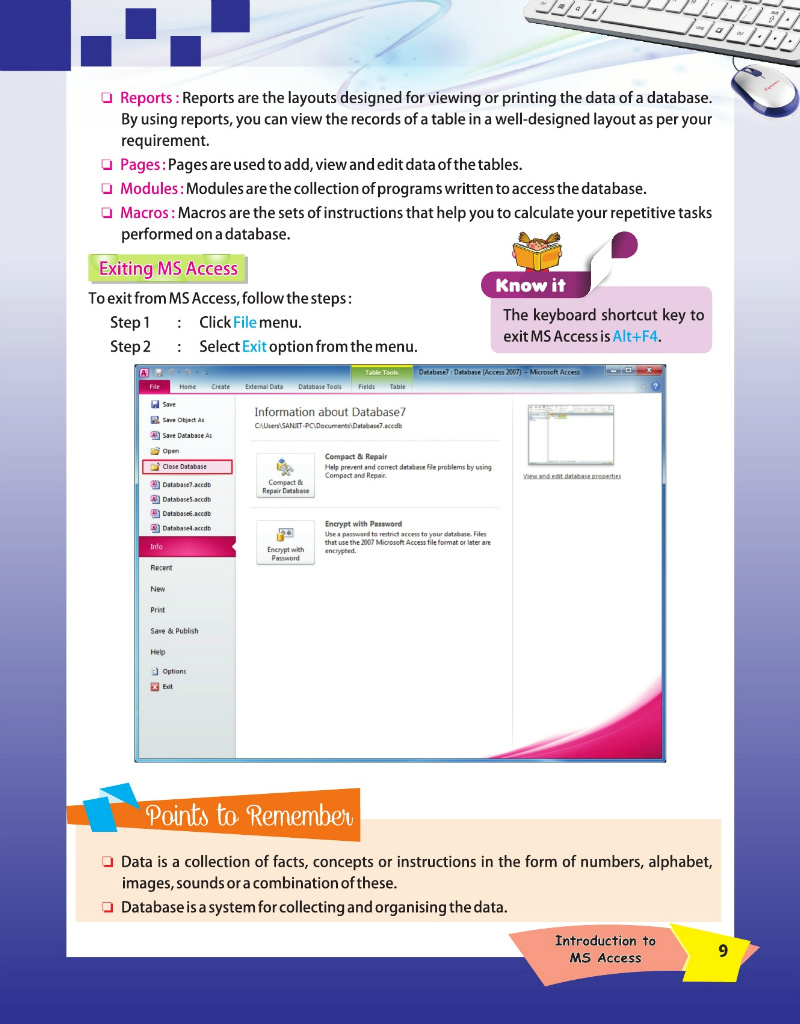 ❏ Reports : Reports are the layouts designed for viewing or printing the data of a database.
By using reports, you can view the records of a table in a well-designed layout as per your
requirement.
❏ Pages : Pages are used to add, view and edit data of the tables.
❏ Modules : Modules are the collection of programs written to access the database.
❏ Macros : Macros are the sets of instructions that help you to calculate your repetitive tasks
performed on a database.
Exiting MS Access
To exit from MS Access, follow the steps :
Step 1 : Click File menu.
Step 2 : Select Exit option from the menu.
Know it
The keyboard shortcut key to
exit MS Access is Alt+F4.
Table Tools Database7 : Database (Access 2007) - Microsoft Access
File Home Create External Data Database Tools Fields Table
Save
Save Object As
Save Database As
Open
Close Database
Database7.accdb
Database5.accdb
Database6.accdb
Database4.accdb
Info
Recent
New
Print
Save & Publish
Help
Options
Exit
Information about Database7
C:\Users\SANJIT-PC\Documents\Database7.accdb
Compact &
Repair Database
Compact & Repair
Help prevent and correct database file problems by using
Compact and Repair.
Encrypt with
Password
Encrypt with Password
Use a password to restrict access to your database. Files
that use the 2007 Microsoft Access file format or later are
encrypted.
View and edit database properties
Points to Remember
❏ Data is a collection of facts, concepts or instructions in the form of numbers, alphabet,
images, sounds or a combination of these.
❏ Database is a system for collecting and organising the data.
Introduction to
MS Access
9